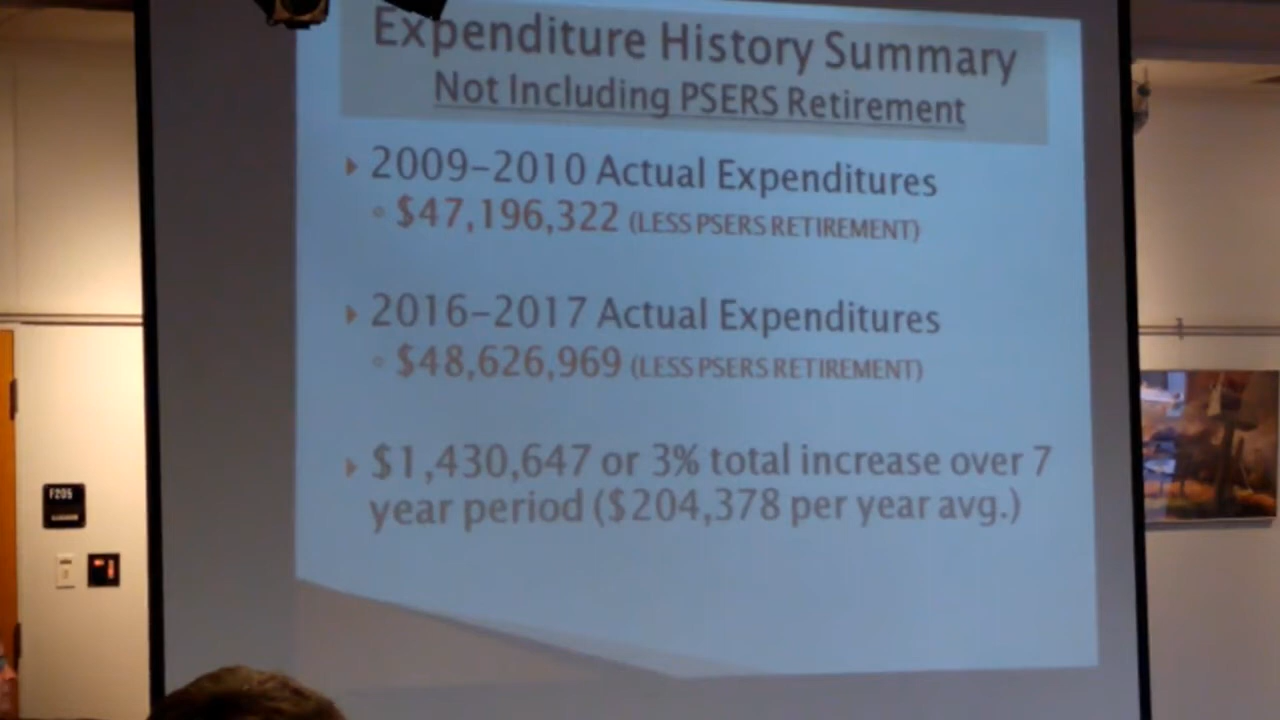 Expenditure History Summary
Not Including PSERS Retirement
2009-2010 Actual Expenditures
$47,196,322 (LESS PSERS RETIREMENT)
2016-2017 Actual Expenditures
$48,626,969 (LESS PSERS RETIREMENT)
$1,430,647 or 3% total increase over 7
year period ($204,378 per year avg.)
F205